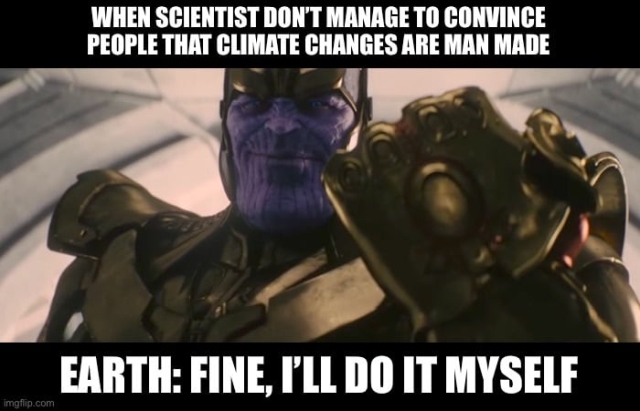 WHEN SCIENTIST DON'T MANAGE TO CONVINCE
PEOPLE THAT CLIMATE CHANGES ARE MAN MADE
EARTH: FINE, I'LL DO IT MYSELF
imgflip.com